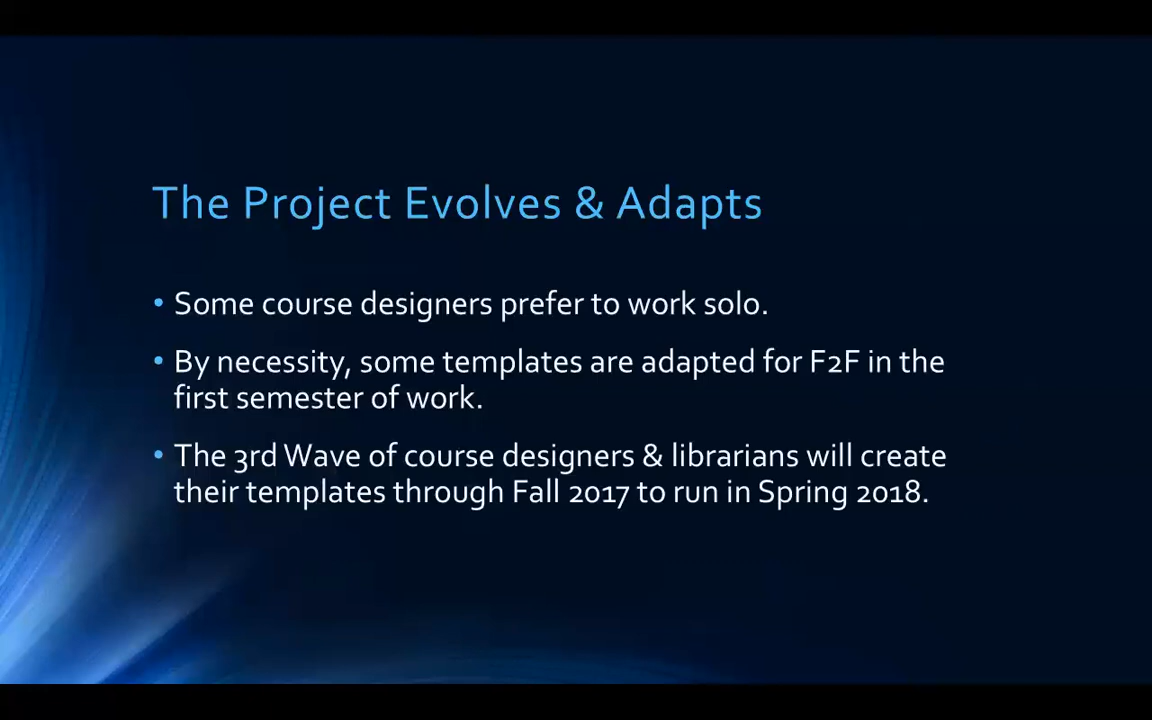 The Project Evolves & Adapts
• Some course designers prefer to work solo.
• By necessity, some templates are adapted for F2F in the
first semester of work.
• The 3rd Wave of course designers & librarians will create
their templates through Fall 2017 to run in Spring 2018.